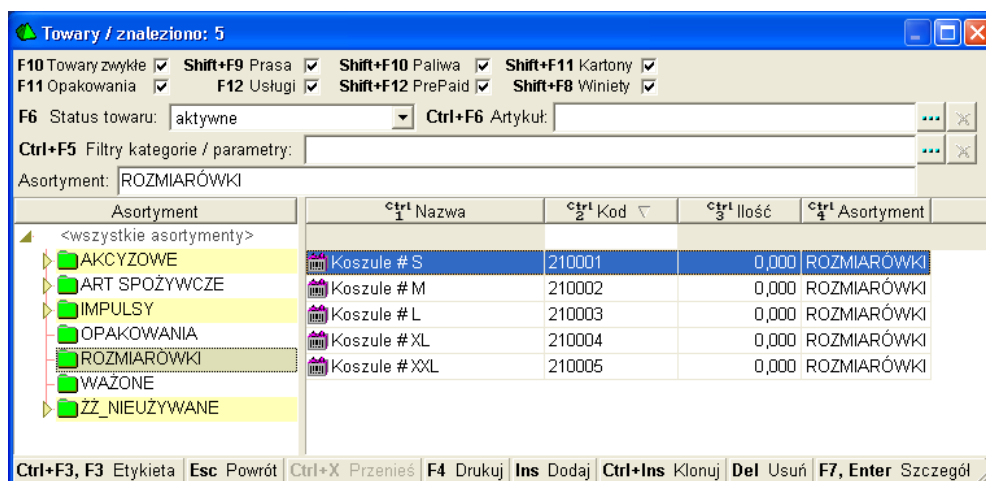 Towary / znaleziono: 5
F10 Towary zwykłe Shift+F9 Prasa Shift+F10 Paliwa Shift+F11 Kartony
F11 Opakowania F12 Usługi Shift+F12 PrePaid Shift+F8 Winiety
F6 Status towaru: aktywne Ctrl+F6 Artykuł: ...
Ctrl+F5 Filtry kategorie / parametry: ...
Asortyment: ROZMIARÓWKI
Asortyment Ctrl 1 Nazwa Ctrl 2 Kod Ctrl 3 Ilość Ctrl 4 Asortyment
<wszystkie asortymenty>
AKCYZOWE Koszule # S 210001 0,000 ROZMIARÓWKI
ART SPOŻYWCZE Koszule # M 210002 0,000 ROZMIARÓWKI
IMPULSY Koszule # L 210003 0,000 ROZMIARÓWKI
OPAKOWANIA Koszule # XL 210004 0,000 ROZMIARÓWKI
ROZMIARÓWKI Koszule # XXL 210005 0,000 ROZMIARÓWKI
WAŻONE
ŻŻ_NIEUŻYWANE
Ctrl+F3, F3 Etykieta Esc Powrót Ctrl+X Przenieś F4 Drukuj Ins Dodaj Ctrl+Ins Klonuj Del Usuń F7, Enter Szczegół